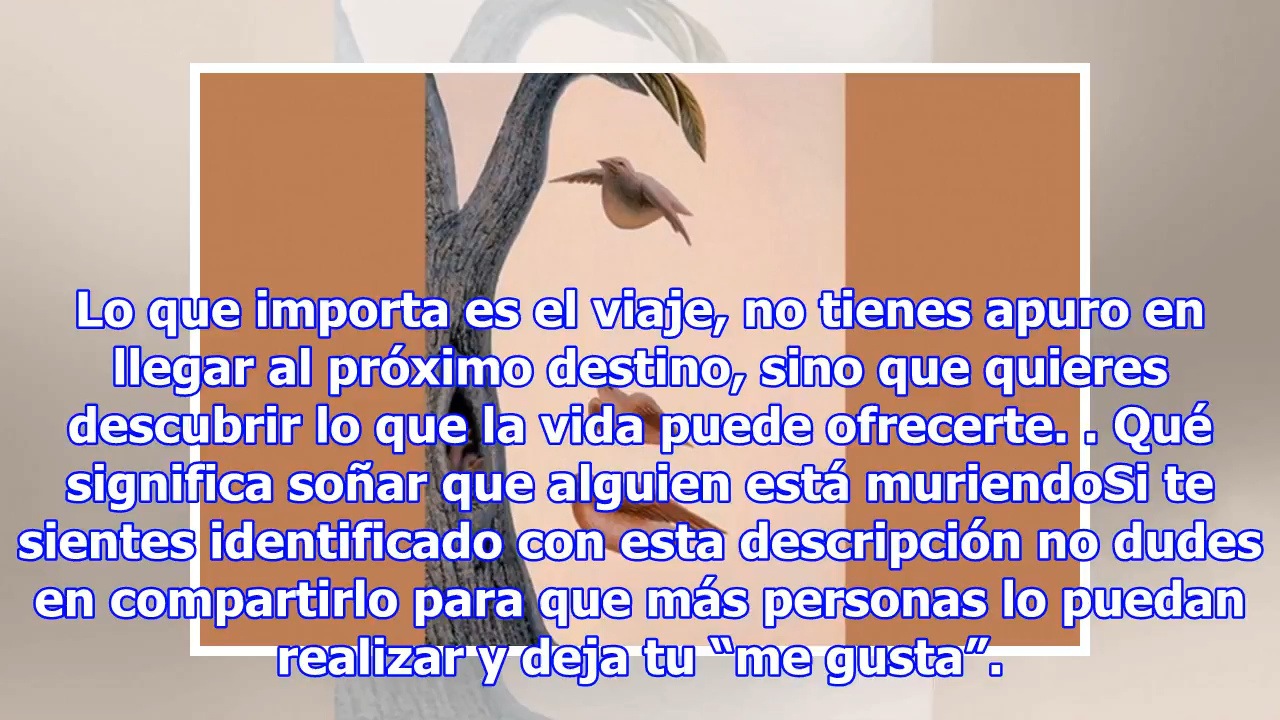 Lo que importa es el viaje, no tienes apuro en
llegar al próximo destino, sino que quieres
descubrir lo que la vida puede ofrecerte. . Qué
significa soñar que alguien está muriendoSi te
sientes identificado con esta descripción no dudes
en compartirlo para que más personas lo puedan
realizar y deja tu “me gusta”.